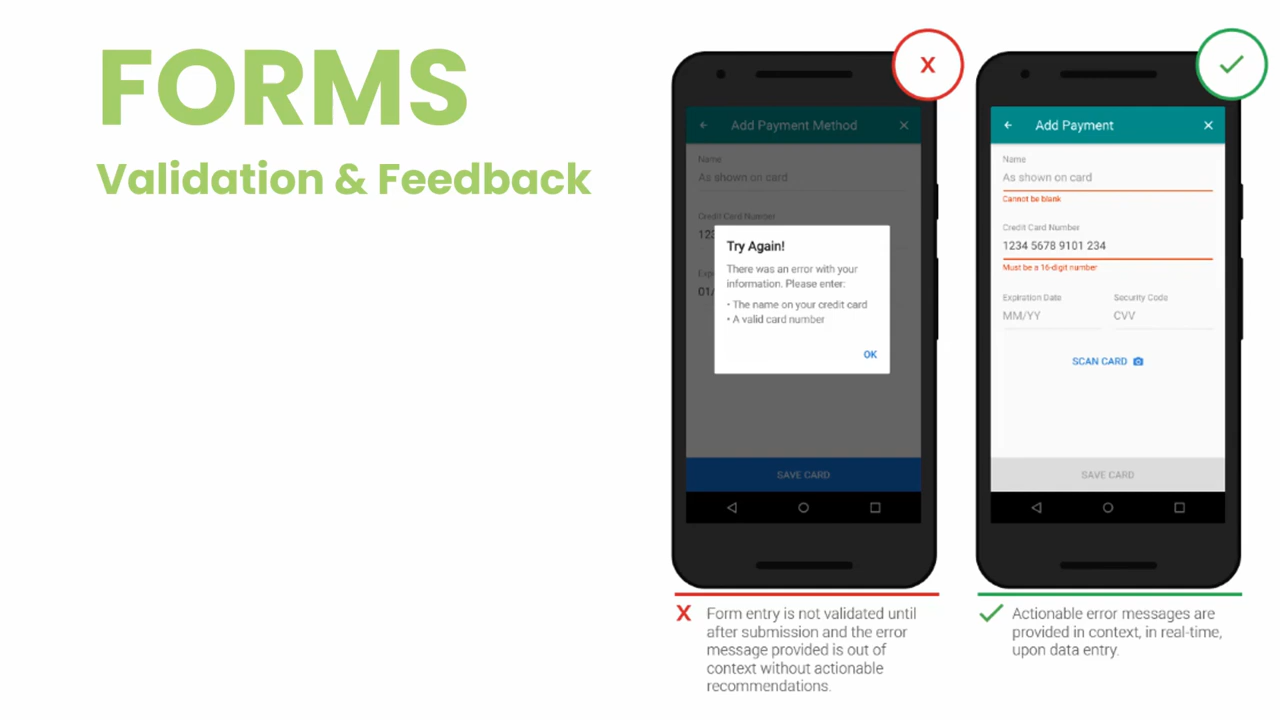 FORMS
Validation & Feedback
X
Add Payment Method
Name
As shown on card
Credit Card Number
123
Exp
01/
Try Again!
There was an error with your
information. Please enter:
• The name on your credit card
• A valid card number
OK
SAVE CARD
X Form entry is not validated until
after submission and the error
message provided is out of
context without actionable
recommendations.
Add Payment
Name
As shown on card
Cannot be blank
Credit Card Number
1234 5678 9101 234
Must be a 16-digit number
Expiration Date
Security Code
MM/YY
CVV
SCAN CARD
SAVE CARD
Actionable error messages are
provided in context, in real-time,
upon data entry.